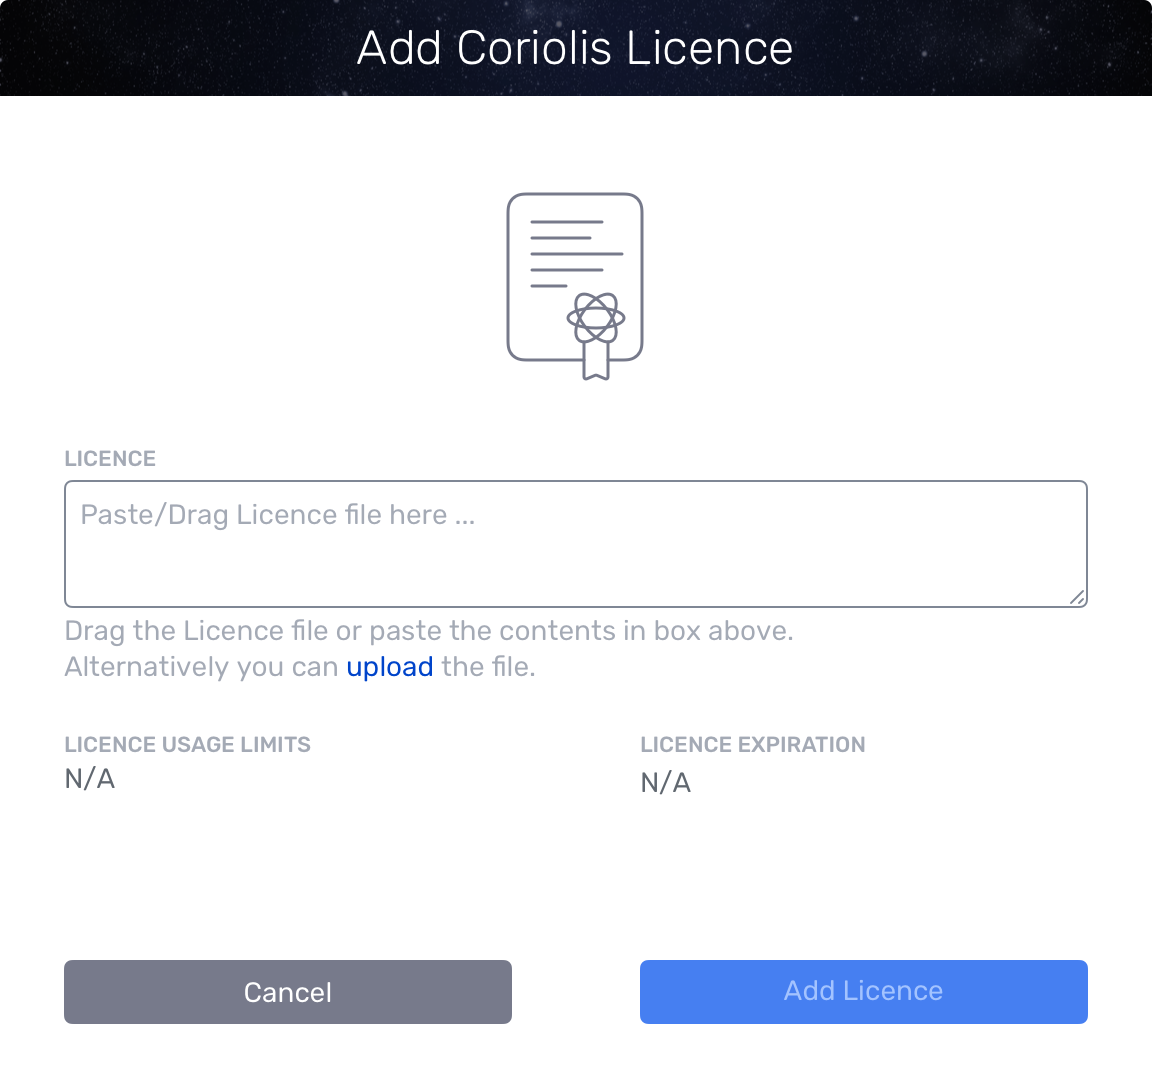 Add Coriolis Licence
LICENCE
Paste/Drag Licence file here ...
Drag the Licence file or paste the contents in box above.
Alternatively you can upload the file.
LICENCE USAGE LIMITS
N/A
LICENCE EXPIRATION
N/A
Cancel
Add Licence